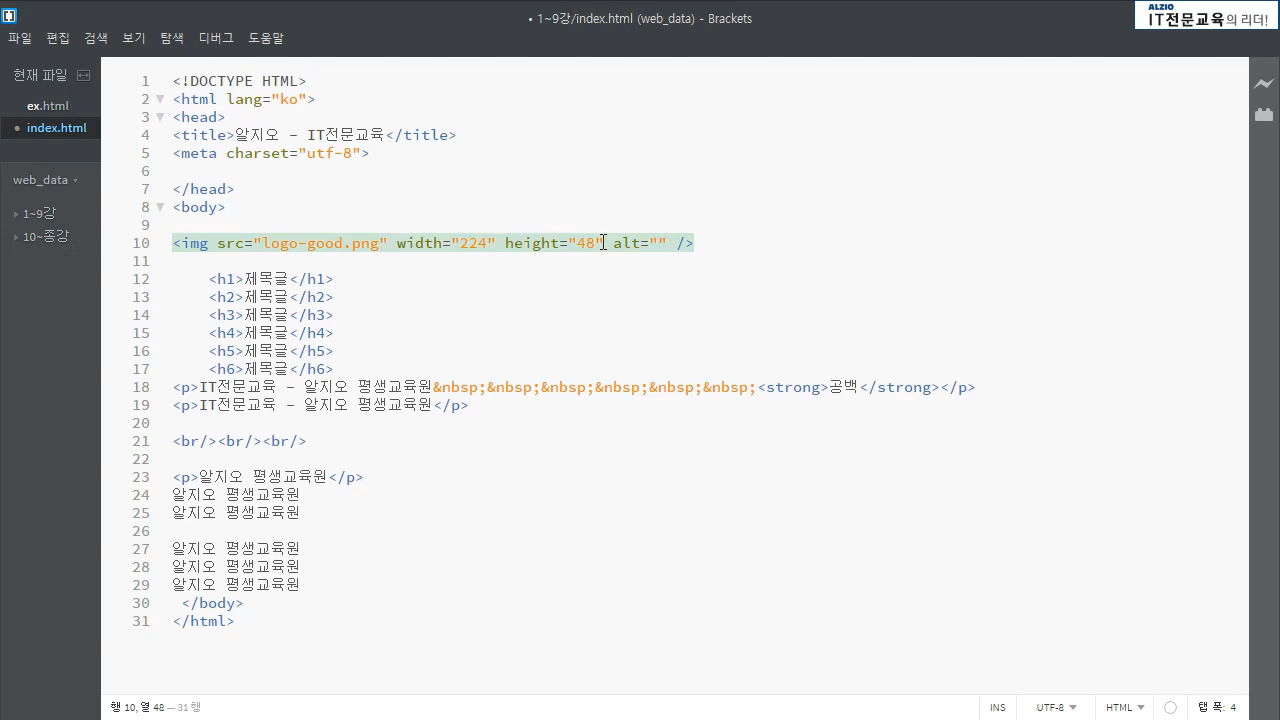 • 1~9강/index.html (web_data) - Brackets
ALZIO
IT전문교육의 리더!
파일 편집 검색 보기 탐색 디버그 도움말
현재 파일
ex.html
• index.html
web_data
1~9강
10~종강
1 <!DOCTYPE HTML>
2 <html lang="ko">
3 <head>
4 <title>알지오 - IT전문교육</title>
5 <meta charset="utf-8">
6
7 </head>
8 <body>
9
10 <img src="logo-good.png" width="224" height="48" alt="" />
11
12 <h1>제목글</h1>
13 <h2>제목글</h2>
14 <h3>제목글</h3>
15 <h4>제목글</h4>
16 <h5>제목글</h5>
17 <h6>제목글</h6>
18 <p>IT전문교육 - 알지오 평생교육원&nbsp;&nbsp;&nbsp;&nbsp;&nbsp;&nbsp;<strong>공백</strong></p>
19 <p>IT전문교육 - 알지오 평생교육원</p>
20
21 <br/><br/><br/>
22
23 <p>알지오 평생교육원</p>
24 알지오 평생교육원
25 알지오 평생교육원
26
27 알지오 평생교육원
28 알지오 평생교육원
29 알지오 평생교육원
30 </body>
31 </html>
행 10, 열 48 — 31 행
INS UTF-8 HTML 탭 폭: 4